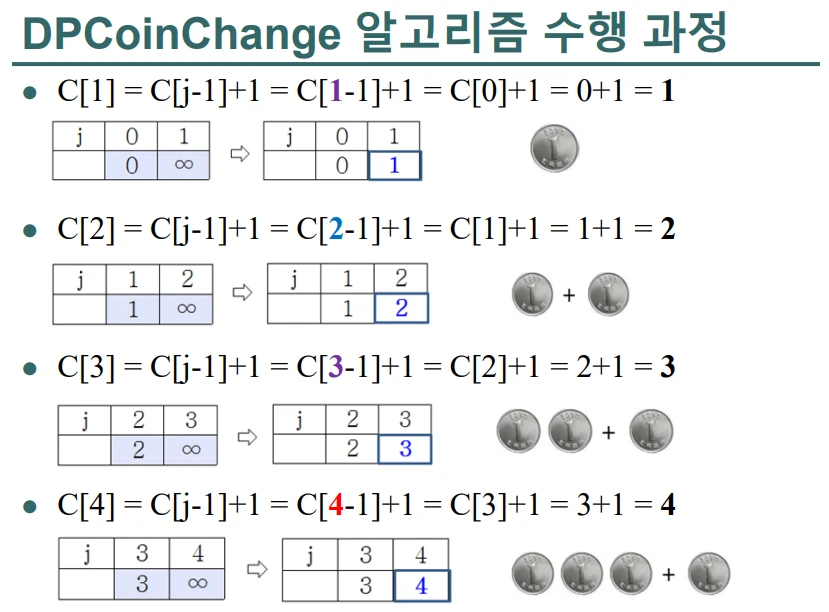 DPCoinChange 알고리즘 수행 과정
• C[1] = C[j-1]+1 = C[1-1]+1 = C[0]+1 = 0+1 = 1
j 0 1 ⇨ j 0 1
0 ∞ 0 1
• C[2] = C[j-1]+1 = C[2-1]+1 = C[1]+1 = 1+1 = 2
j 1 2 ⇨ j 1 2
1 ∞ 1 2
+
• C[3] = C[j-1]+1 = C[3-1]+1 = C[2]+1 = 2+1 = 3
j 2 3 ⇨ j 2 3
2 ∞ 2 3
+
• C[4] = C[j-1]+1 = C[4-1]+1 = C[3]+1 = 3+1 = 4
j 3 4 ⇨ j 3 4
3 ∞ 3 4
+